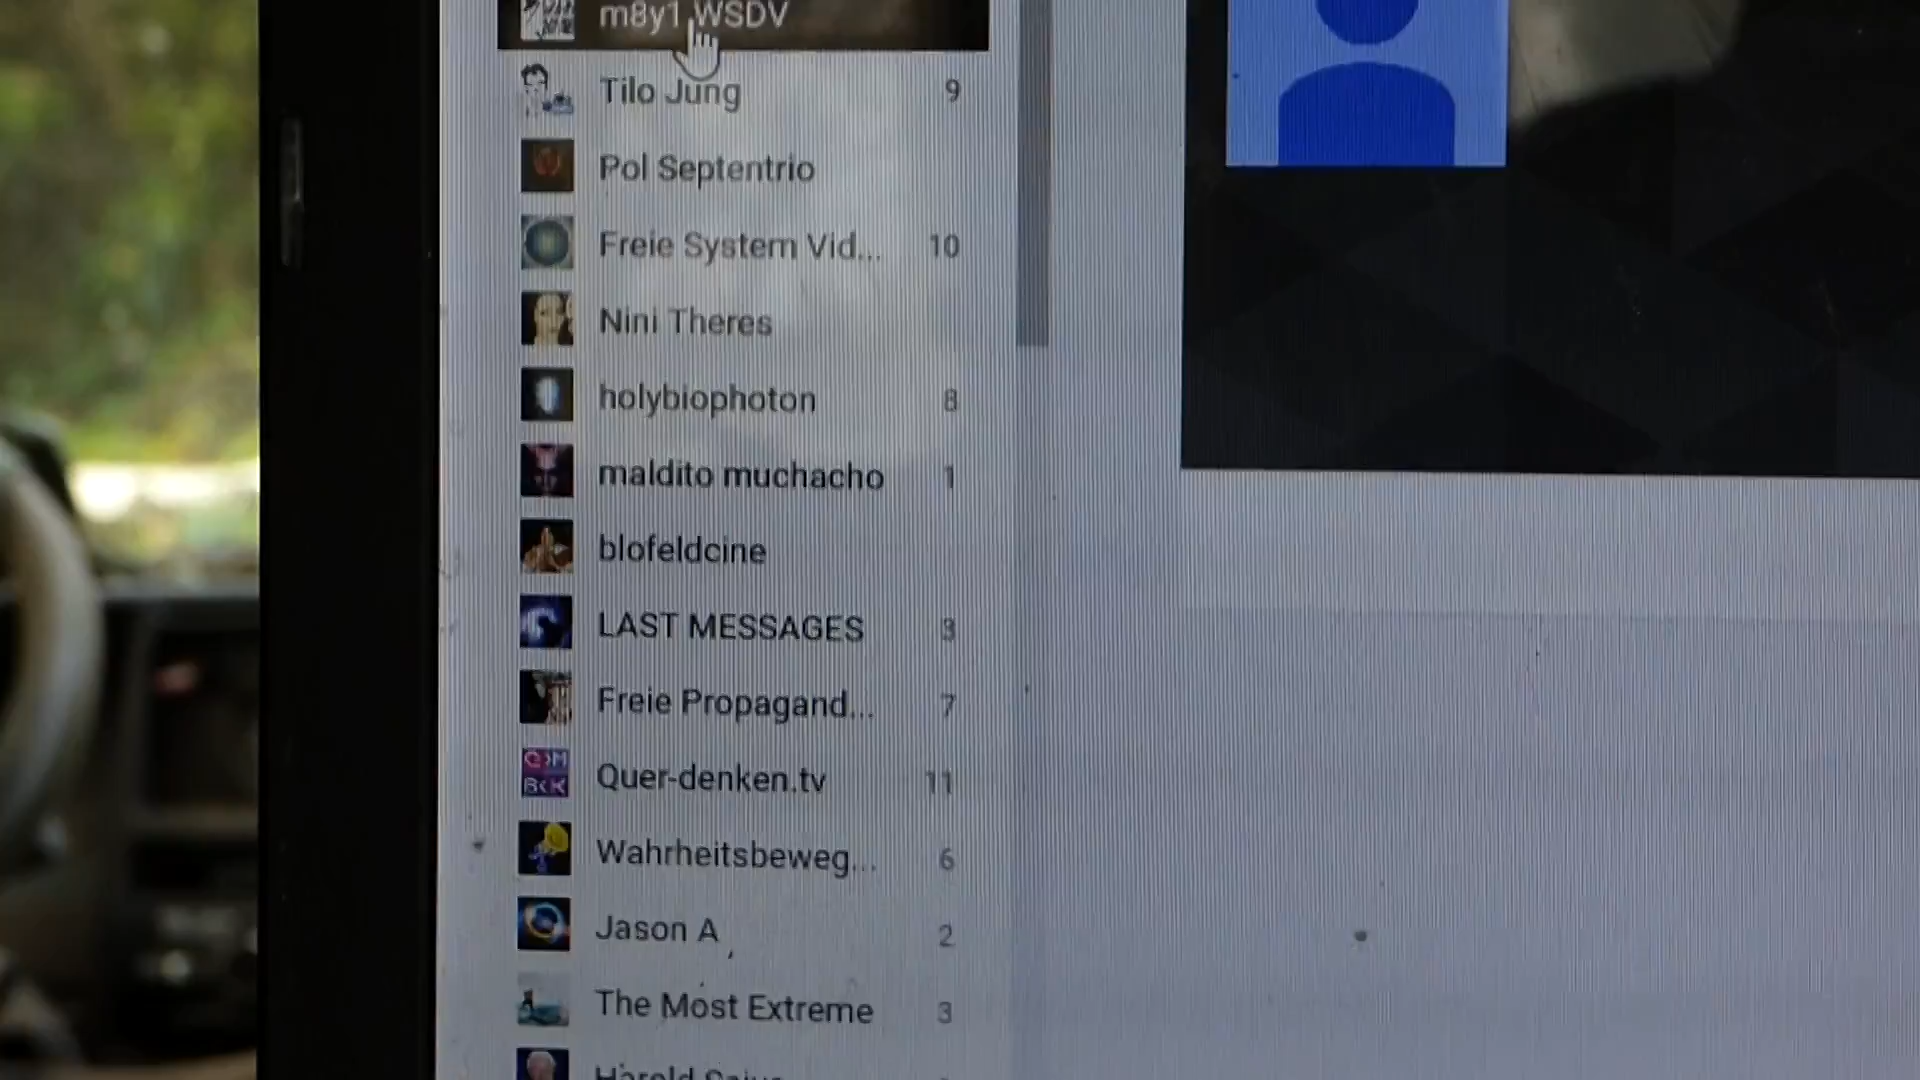 m8y1 WSDV
Tilo Jung 9
Pol Septentrio
Freie System Vid... 10
Nini Theres
holybiophoton 8
maldito muchacho 1
blofeldcine
LAST MESSAGES 3
Freie Propagand... 7
Quer-denken.tv 11
Wahrheitsbeweg... 6
Jason A 2
The Most Extreme 3
Harold